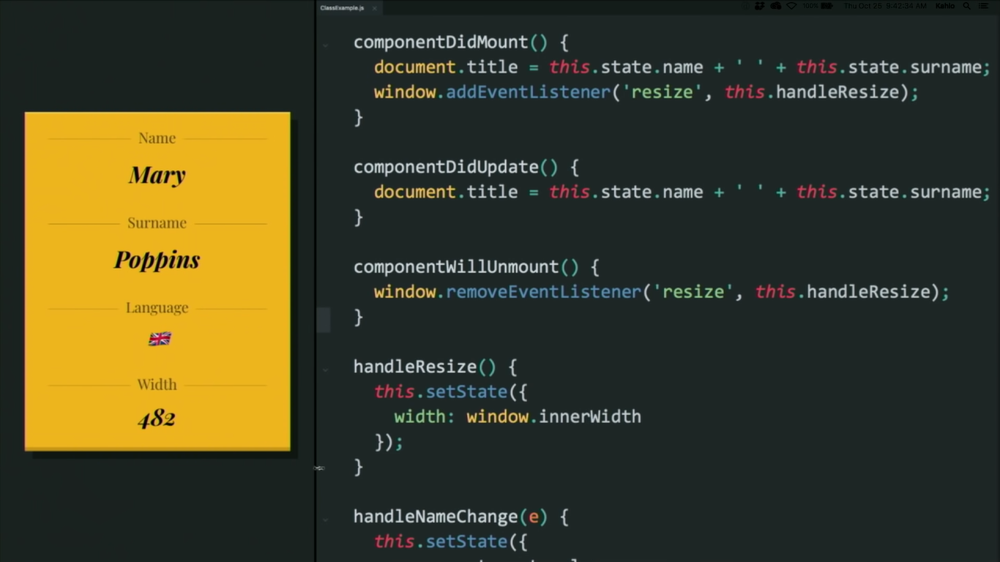 ClassExample.js
100% Thu Oct 25 9:42:34 AM Kahlo
Name
Mary
Surname
Poppins
Language
Width
482
componentDidMount() {
document.title = this.state.name + ' ' + this.state.surname;
window.addEventListener('resize', this.handleResize);
}
componentDidUpdate() {
document.title = this.state.name + ' ' + this.state.surname;
}
componentWillUnmount() {
window.removeEventListener('resize', this.handleResize);
}
handleResize() {
this.setState({
width: window.innerWidth
});
}
handleNameChange(e) {
this.setState({